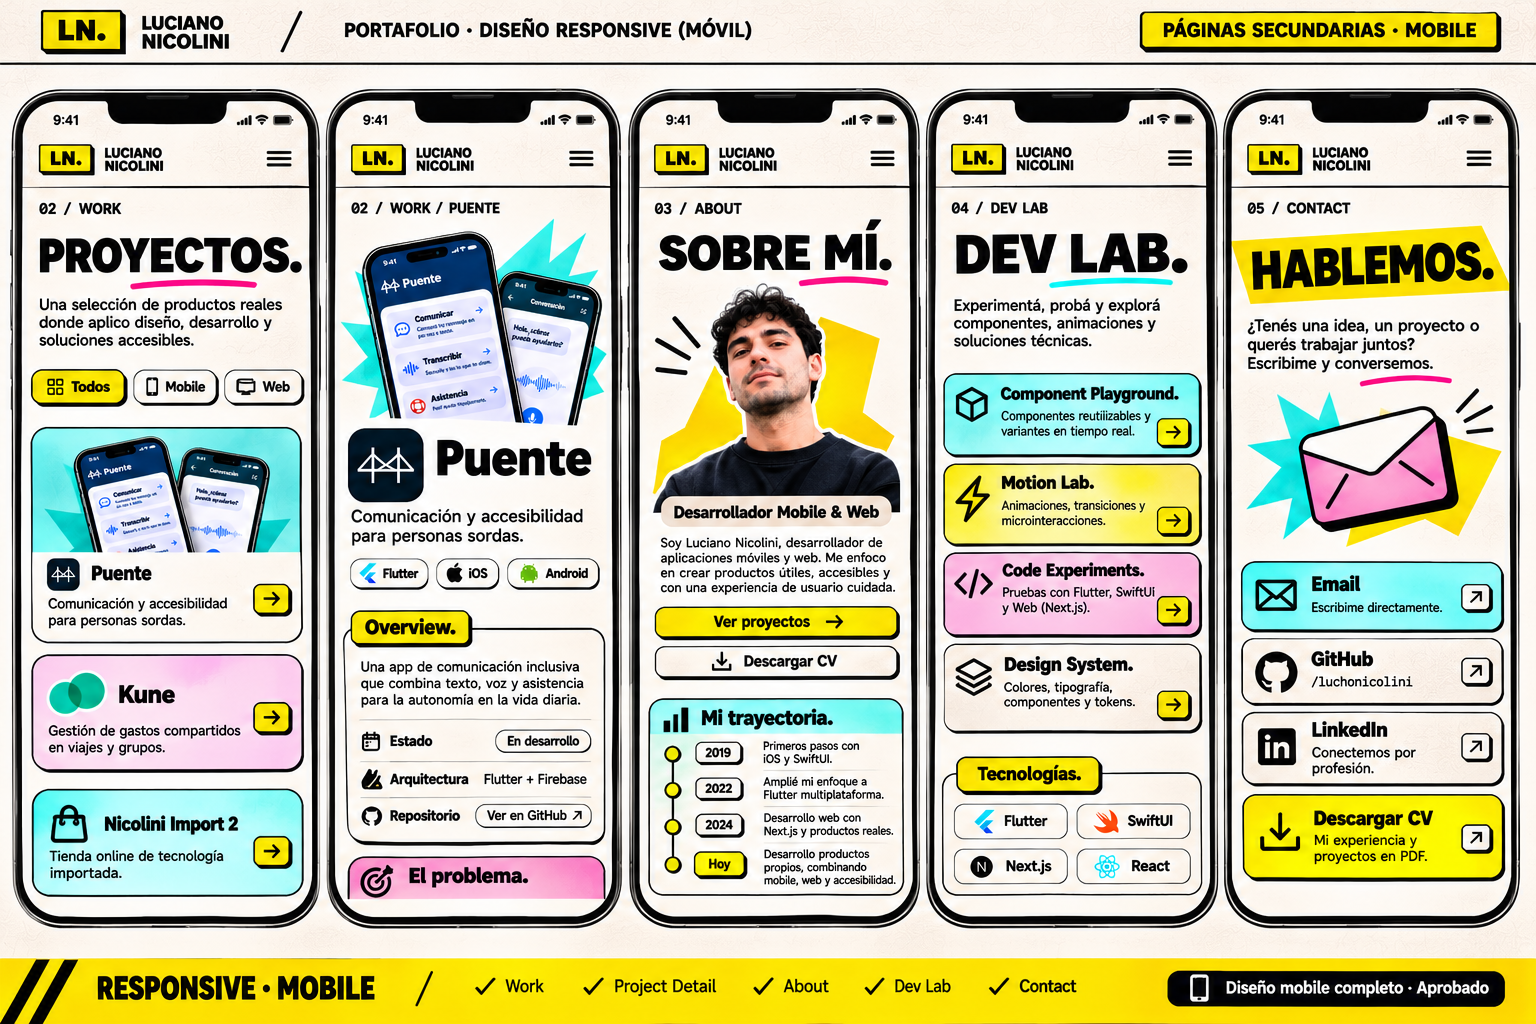 LN.
LUCIANO
NICOLINI
PORTAFOLIO · DISEÑO RESPONSIVE (MÓVIL)
PÁGINAS SECUNDARIAS · MOBILE
9:41
LN.
LUCIANO
NICOLINI
02 / WORK
PROYECTOS.
Una selección de productos reales
donde aplico diseño, desarrollo y
soluciones accesibles.
Todos
Mobile
Web
Puente
Comunicar
Transcribir
Asistencia
Conversación
Puente
Comunicación y accesibilidad
para personas sordas.
Kune
Gestión de gastos compartidos
en viajes y grupos.
Nicolini Import 2
Tienda online de tecnología
importada.
9:41
LN.
LUCIANO
NICOLINI
02 / WORK / PUENTE
Puente
Comunicar
Transcribir
Asistencia
Conversación
Puente
Comunicación y accesibilidad
para personas sordas.
Flutter
iOS
Android
Overview.
Una app de comunicación inclusiva
que combina texto, voz y asistencia
para la autonomía en la vida diaria.
Estado
En desarrollo
Arquitectura
Flutter + Firebase
Repositorio
Ver en GitHub
El problema.
9:41
LN.
LUCIANO
NICOLINI
03 / ABOUT
SOBRE MÍ.
Desarrollador Mobile & Web
Soy Luciano Nicolini, desarrollador de
aplicaciones móviles y web. Me enfoco
en crear productos útiles, accesibles y
con una experiencia de usuario cuidada.
Ver proyectos
Descargar CV
Mi trayectoria.
2019
Primeros pasos con
iOS y SwiftUI.
2022
Amplié mi enfoque a
Flutter multiplataforma.
2024
Desarrollo web con
Next.js y productos reales.
Hoy
Desarrollo productos
propios, combinando
mobile, web y accesibilidad.
9:41
LN.
LUCIANO
NICOLINI
04 / DEV LAB
DEV LAB.
Experimentá, probá y explorá
componentes, animaciones y
soluciones técnicas.
Component Playground.
Componentes reutiilizables y
variantes en tiempo real.
Motion Lab.
Animaciones, transiciones y
microinteracciones.
Code Experiments.
Pruebas con Flutter, SwiftUi
y Web (Next.js).
Design System.
Colores, tipografía,
componentes y tokens.
Tecnologías.
Flutter
SwiftUI
N
Next.js
React
9:41
LN.
LUCIANO
NICOLINI
05 / CONTACT
HABLEMOS.
¿Tenés una idea, un proyecto o
querés trabajar juntos?
Escribime y conversemos.
Email
Escribime directamente.
GitHub
/luchonicolini
in
LinkedIn
Conectemos por
profesión.
Descargar CV
Mi experiencia y
proyectos en PDF.
RESPONSIVE · MOBILE
Work
Project Detail
About
Dev Lab
Contact
Diseño mobile completo · Aprobado